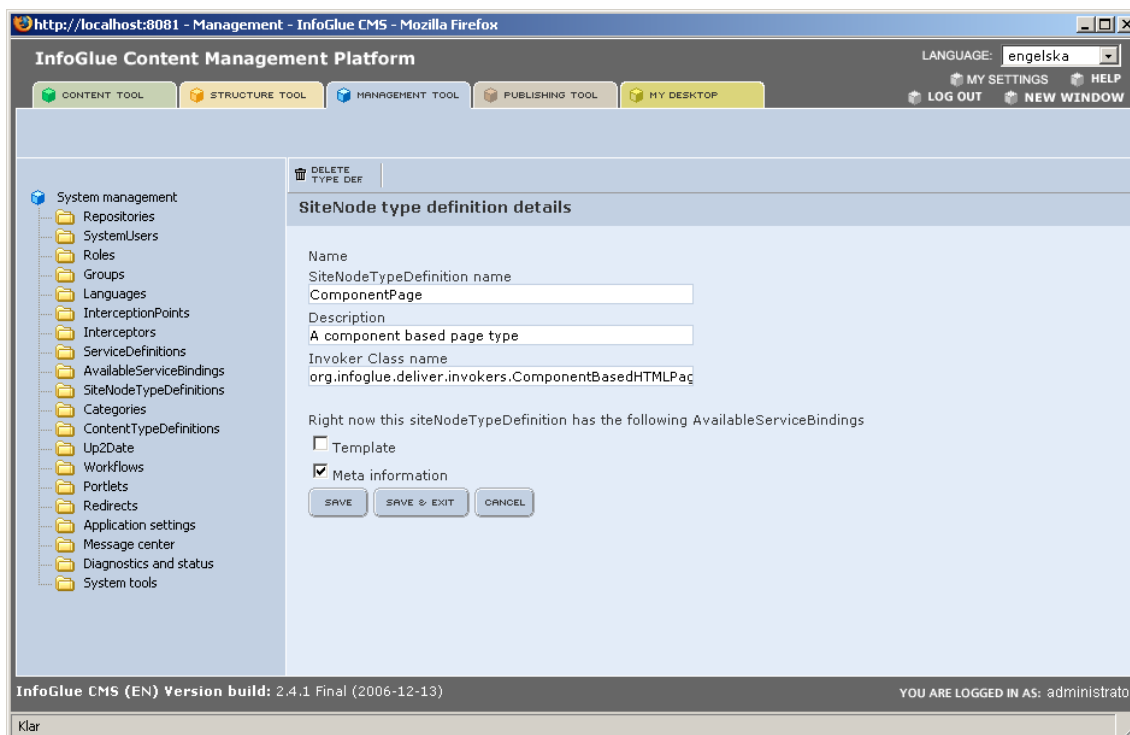 http://localhost:8081 - Management - InfoGlue CMS - Mozilla Firefox
InfoGlue Content Management Platform
LANGUAGE: engelska
MY SETTINGS HELP
LOG OUT NEW WINDOW
CONTENT TOOL STRUCTURE TOOL MANAGEMENT TOOL PUBLISHING TOOL MY DESKTOP
DELETE
TYPE DEF
SiteNode type definition details
System management
Repositories
SystemUsers
Roles
Groups
Languages
InterceptionPoints
Interceptors
ServiceDefinitions
AvailableServiceBindings
SiteNodeTypeDefinitions
Categories
ContentTypeDefinitions
Up2Date
Workflows
Portlets
Redirects
Application settings
Message center
Diagnostics and status
System tools
Name
SiteNodeTypeDefinition name
ComponentPage
Description
A component based page type
Invoker Class name
org.infoglue.deliver.invokers.ComponentBasedHTMLPag
Right now this siteNodeTypeDefinition has the following AvailableServiceBindings
Template
Meta information
SAVE SAVE & EXIT CANCEL
InfoGlue CMS (EN) Version build: 2.4.1 Final (2006-12-13)
YOU ARE LOGGED IN AS: administrato
Klar